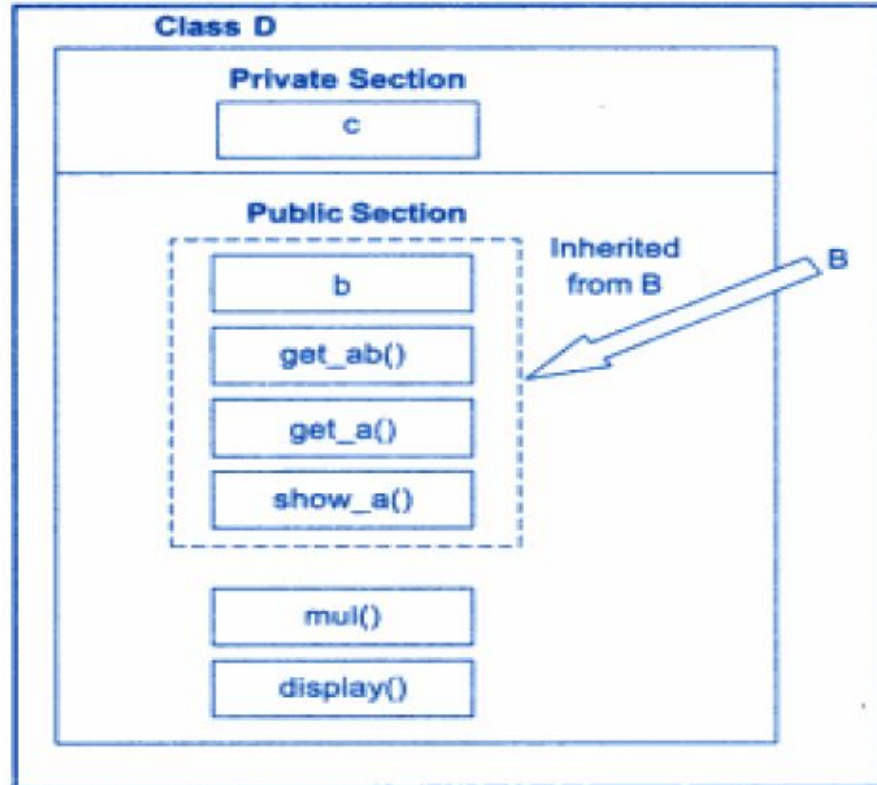 Class D
Private Section
c
Public Section
b
Inherited
from B
B
get_ab()
get_a()
show_a()
mul()
display()